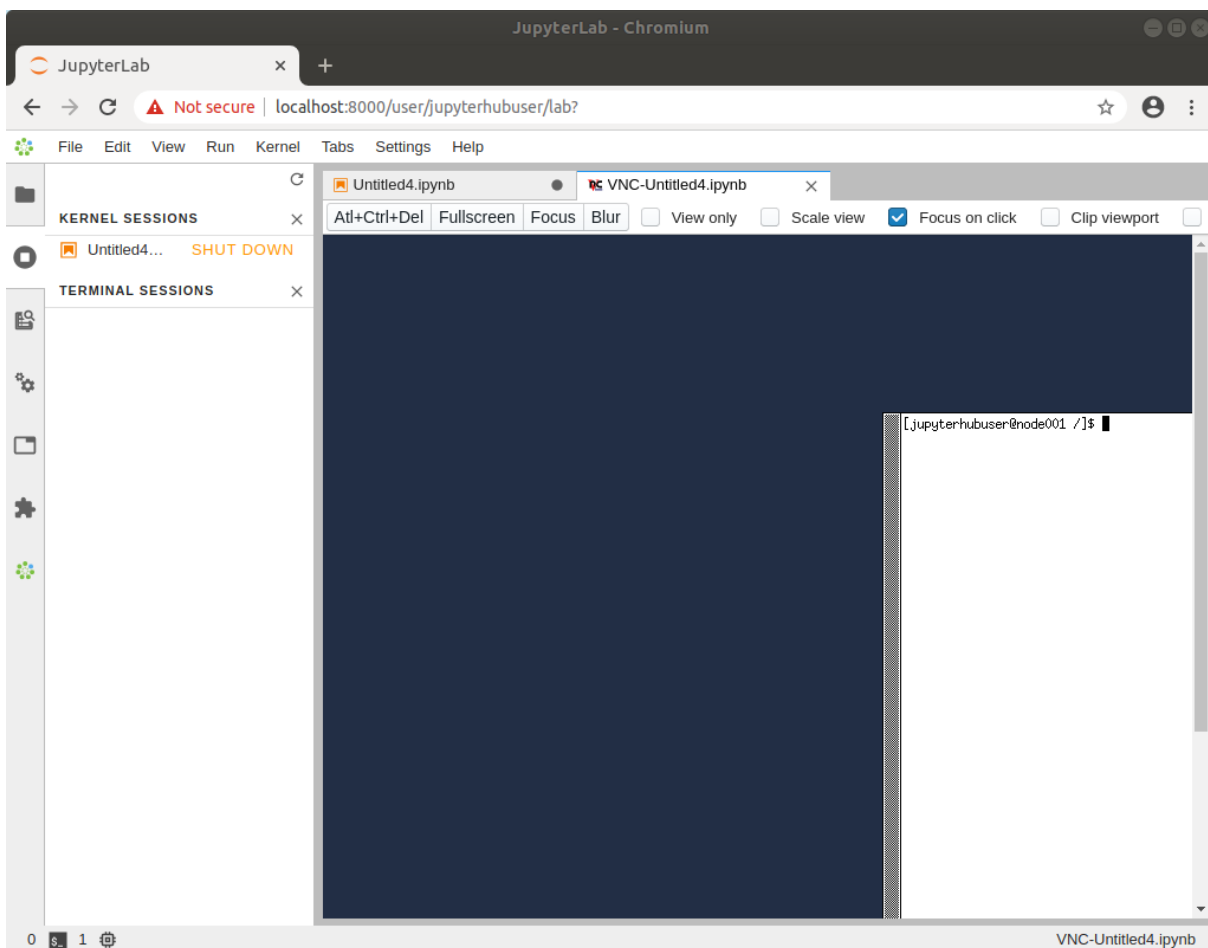 JupyterLab - Chromium
JupyterLab
Not secure | localhost:8000/user/jupyterhubuser/lab?
File Edit View Run Kernel Tabs Settings Help
Untitled4.ipynb
VNC-Untitled4.ipynb
KERNEL SESSIONS
Atl+Ctrl+Del Fullscreen Focus Blur View only Scale view Focus on click Clip viewport
Untitled4... SHUT DOWN
TERMINAL SESSIONS
[jupyterhubuser@node001 /]$
0 $_ 1 VNC-Untitled4.ipynb